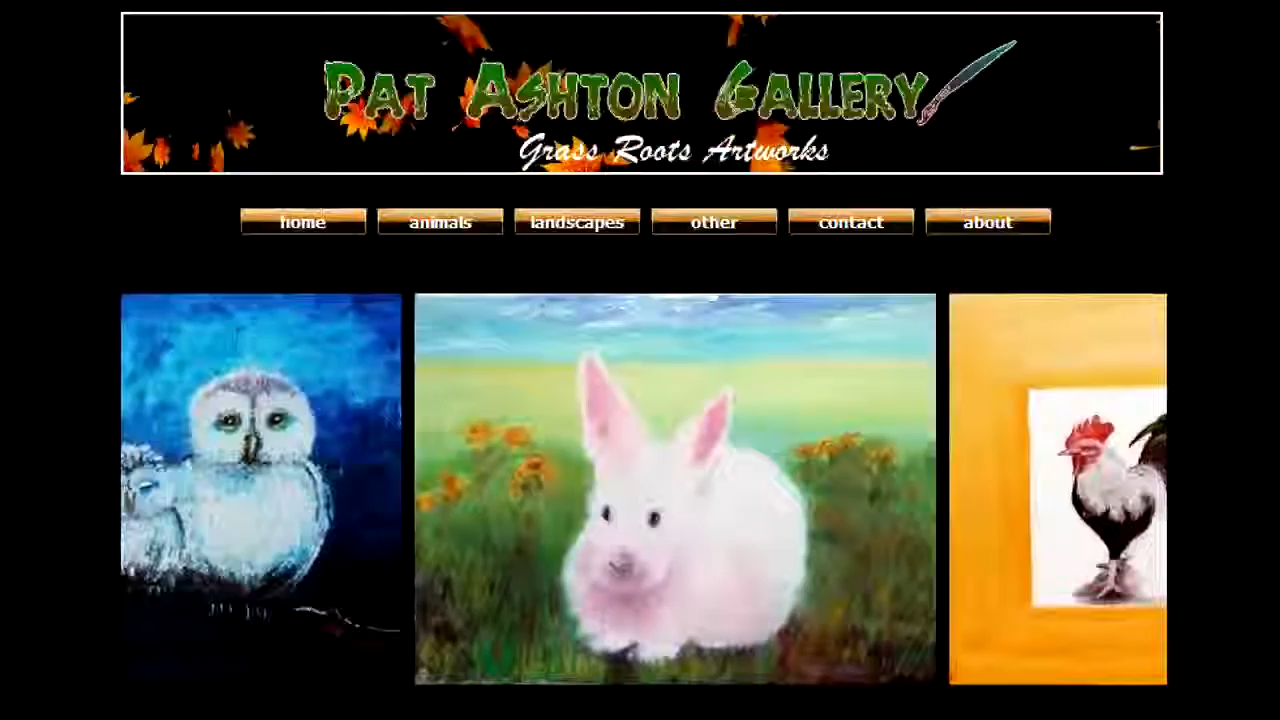 Pat Ashton Gallery
Grass Roots Artworks
home animals landscapes other contact about